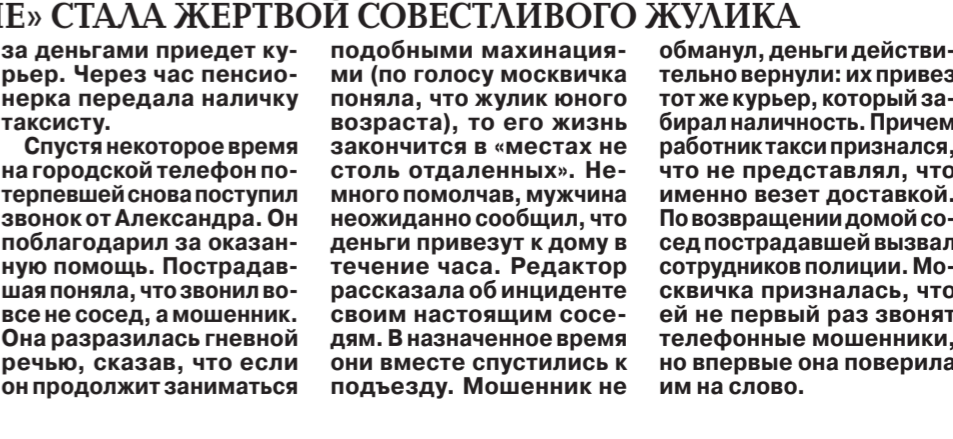 Е» СТАЛА ЖЕРТВОЙ СОВЕСТЛИВОГО ЖУЛИКА
за деньгами приедет ку-
рьер. Через час пенсио-
нерка передала наличку
таксисту.
Спустя некоторое время
на городской телефон по-
терпевшей снова поступил
звонок от Александра. Он
поблагодарил за оказан-
ную помощь. Пострадав-
шая поняла, что звонил во-
все не сосед, а мошенник.
Она разразилась гневной
речью, сказав, что если
он продолжит заниматься
подобными махинация-
ми (по голосу москвичка
поняла, что жулик юного
возраста), то его жизнь
закончится в «местах не
столь отдаленных». Не-
много помолчав, мужчина
неожиданно сообщил, что
деньги привезут к дому в
течение часа. Редактор
рассказала об инциденте
своим настоящим сосе-
дям. В назначенное время
они вместе спустились к
подъезду. Мошенник не
обманул, деньги действи-
тельно вернули: их привез
тот же курьер, который за-
бирал наличность. Причем
работник такси признался,
что не представлял, что
именно везет доставкой.
По возвращении домой со-
сед пострадавшей вызвал
сотрудников полиции. Мо-
сквичка призналась, что
ей не первый раз звонят
телефонные мошенники,
но впервые она поверила
им на слово.